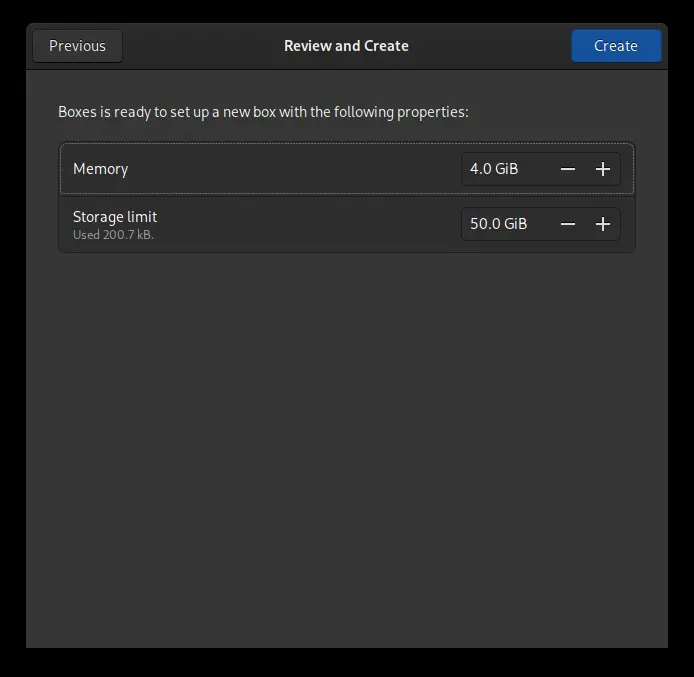 Previous
Review and Create
Create
Boxes is ready to set up a new box with the following properties:
Memory
4.0 GiB
Storage limit
50.0 GiB
Used 200.7 kB.